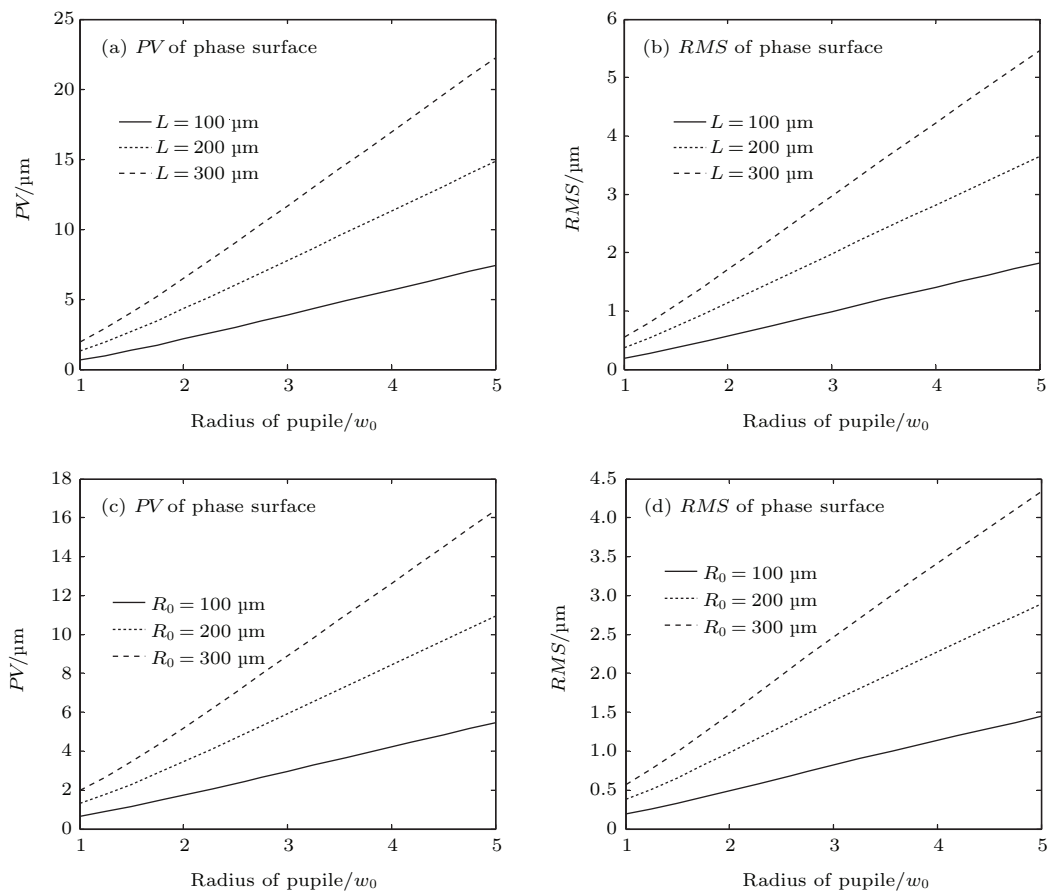 (a) PV of phase surface
25
20
15
10
5
0
PV/µm
L = 100 µm
L = 200 µm
L = 300 µm
1 2 3 4 5
Radius of pupile/w₀
(b) RMS of phase surface
6
5
4
3
2
1
0
RMS/µm
L = 100 µm
L = 200 µm
L = 300 µm
1 2 3 4 5
Radius of pupile/w₀
(c) PV of phase surface
18
16
14
12
10
8
6
4
2
0
PV/µm
R₀ = 100 µm
R₀ = 200 µm
R₀ = 300 µm
1 2 3 4 5
Radius of pupile/w₀
(d) RMS of phase surface
4.5
4.0
3.5
3.0
2.5
2.0
1.5
1.0
0.5
0
RMS/µm
R₀ = 100 µm
R₀ = 200 µm
R₀ = 300 µm
1 2 3 4 5
Radius of pupile/w₀